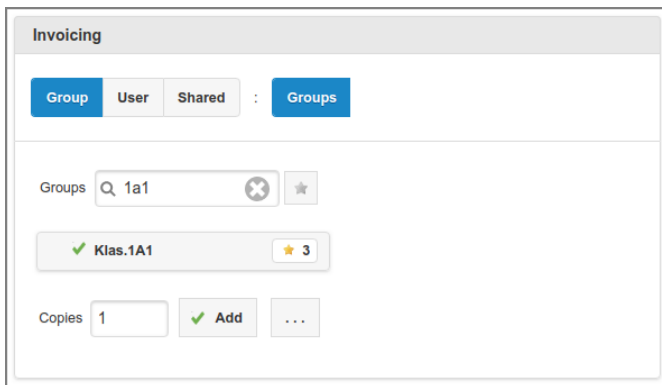 Invoicing
Group User Shared : Groups
Groups 1a1
Klas.1A1 3
Copies 1 Add ...